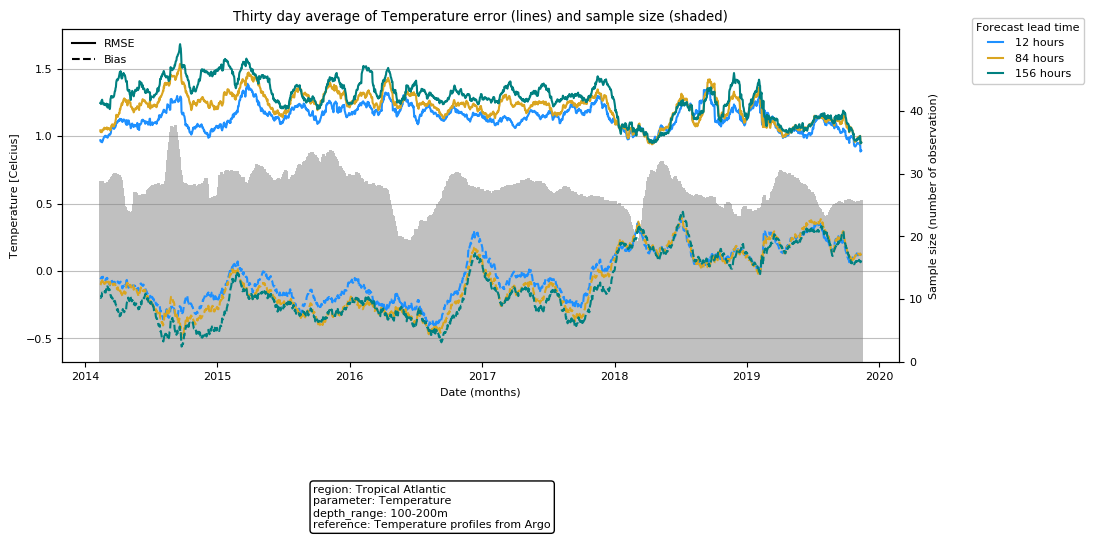 Thirty day average of Temperature error (lines) and sample size (shaded)
Forecast lead time
12 hours
84 hours
156 hours
RMSE
Bias
Temperature [Celcius]
1.5
1.0
0.5
0.0
−0.5
40
30
20
10
0
Sample size (number of observation)
2014 2015 2016 2017 2018 2019 2020
Date (months)
region: Tropical Atlantic
parameter: Temperature
depth_range: 100-200m
reference: Temperature profiles from Argo